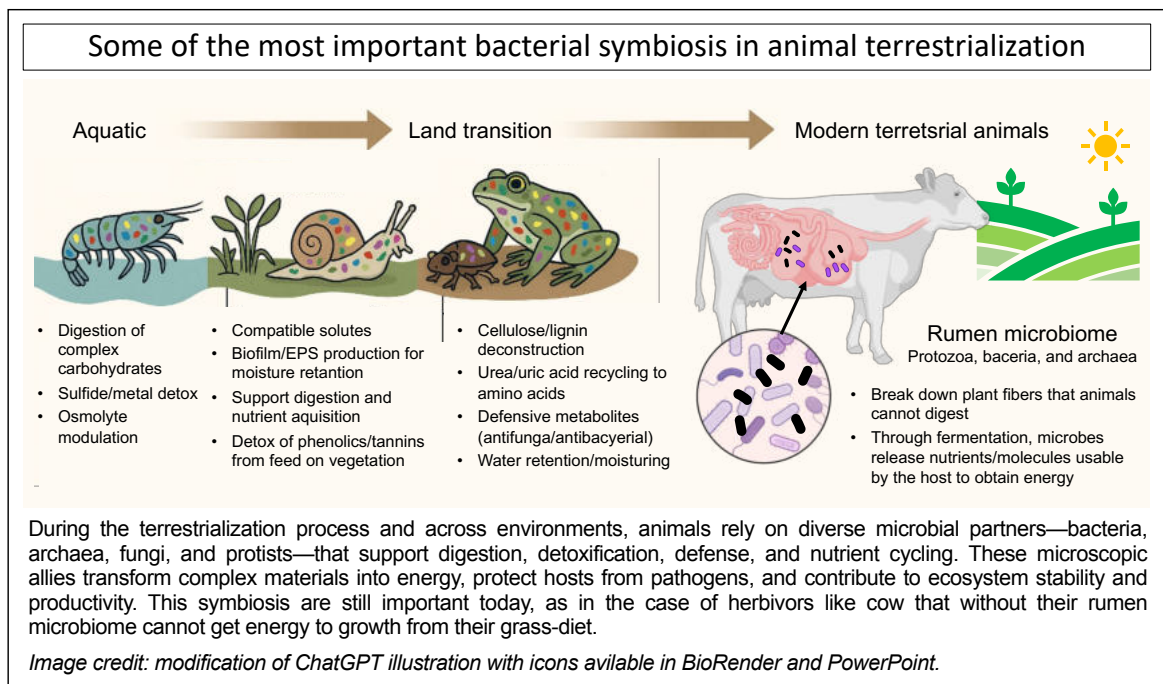 Some of the most important bacterial symbiosis in animal terrestrialization
Aquatic
Land transition
Modern terretsrial animals
• Digestion of
complex
carbohydrates
• Sulfide/metal detox
• Osmolyte
modulation
• Compatible solutes
• Biofilm/EPS production for
moisture retantion
• Support digestion and
nutrient aquisition
• Detox of phenolics/tannins
from feed on vegetation
• Cellulose/lignin
deconstruction
• Urea/uric acid recycling to
amino acids
• Defensive metabolites
(antifunga/antibacyerial)
• Water retention/moisturing
Rumen microbiome
Protozoa, baceria, and archaea
• Break down plant fibers that animals
cannot digest
• Through fermentation, microbes
release nutrients/molecules usable
by the host to obtain energy
During the terrestrialization process and across environments, animals rely on diverse microbial partners—bacteria,
archaea, fungi, and protists—that support digestion, detoxification, defense, and nutrient cycling. These microscopic
allies transform complex materials into energy, protect hosts from pathogens, and contribute to ecosystem stability and
productivity. This symbiosis are still important today, as in the case of herbivors like cow that without their rumen
microbiome cannot get energy to growth from their grass-diet.
Image credit: modification of ChatGPT illustration with icons avilable in BioRender and PowerPoint.